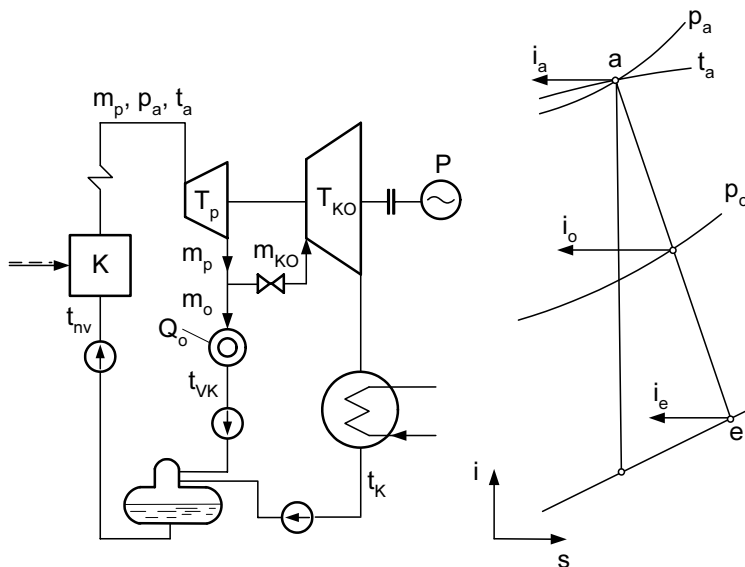 m_p, p_a, t_a
T_p
T_KO
P
K
m_p
m_KO
m_o
t_nv
Q_o
t_VK
t_K
p_a
i_a
a
t_a
p_o
i_o
i_e
e
i
s